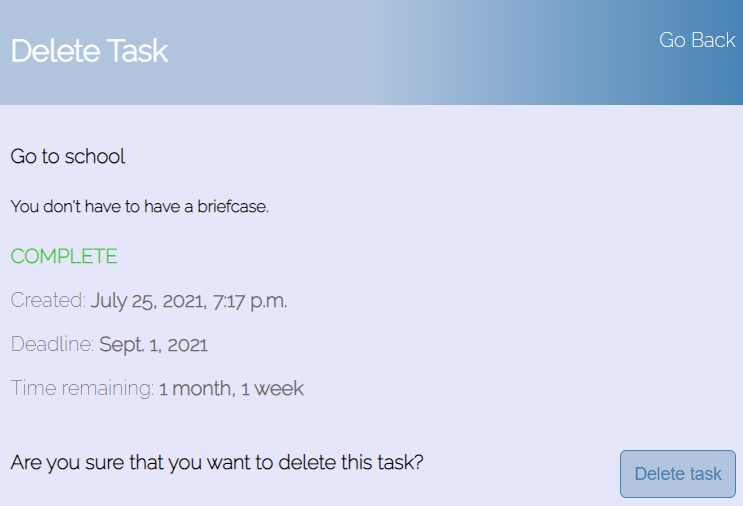 Delete Task
Go Back
Go to school
You don't have to have a briefcase.
COMPLETE
Created: July 25, 2021, 7:17 p.m.
Deadline: Sept. 1, 2021
Time remaining: 1 month, 1 week
Are you sure that you want to delete this task?
Delete task